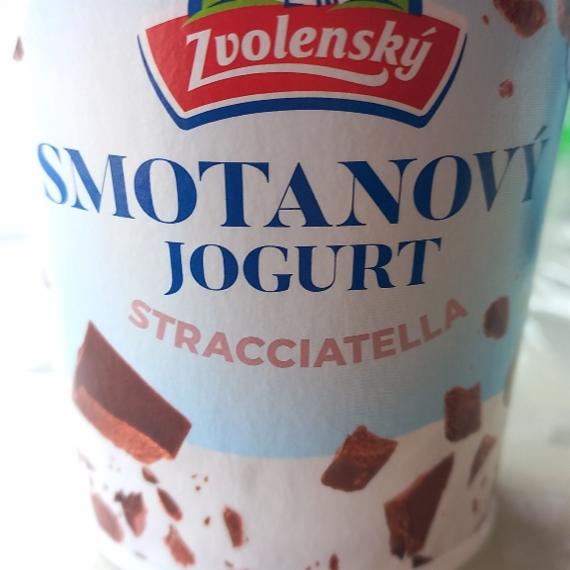 Zvolenský
SMOTANOVÝ
JOGURT
STRACCIATELLA